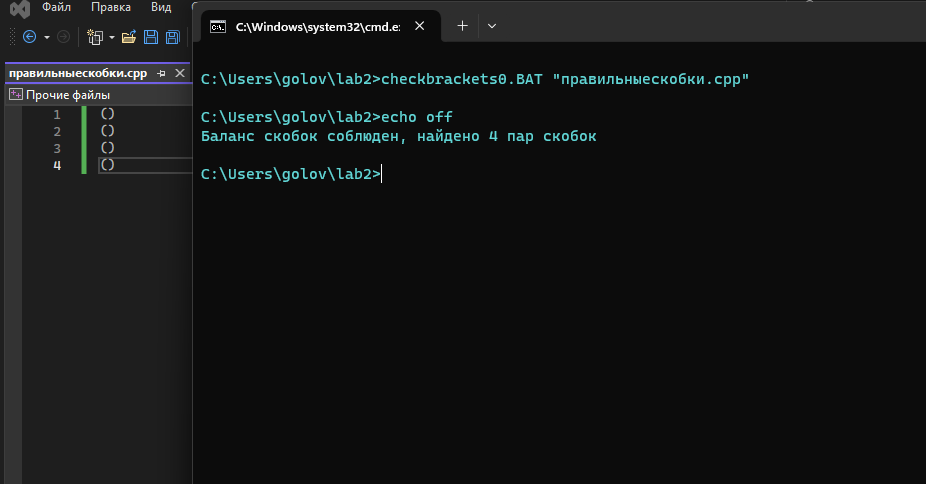 Файл Правка Вид
правильныескобки.cpp
Прочие файлы
1 ()
2 ()
3 ()
4 ()
C:\Windows\system32\cmd.e:
C:\Users\golov\lab2>checkbrackets0.BAT "правильныескобки.cpp"
C:\Users\golov\lab2>echo off
Баланс скобок соблюден, найдено 4 пар скобок
C:\Users\golov\lab2>